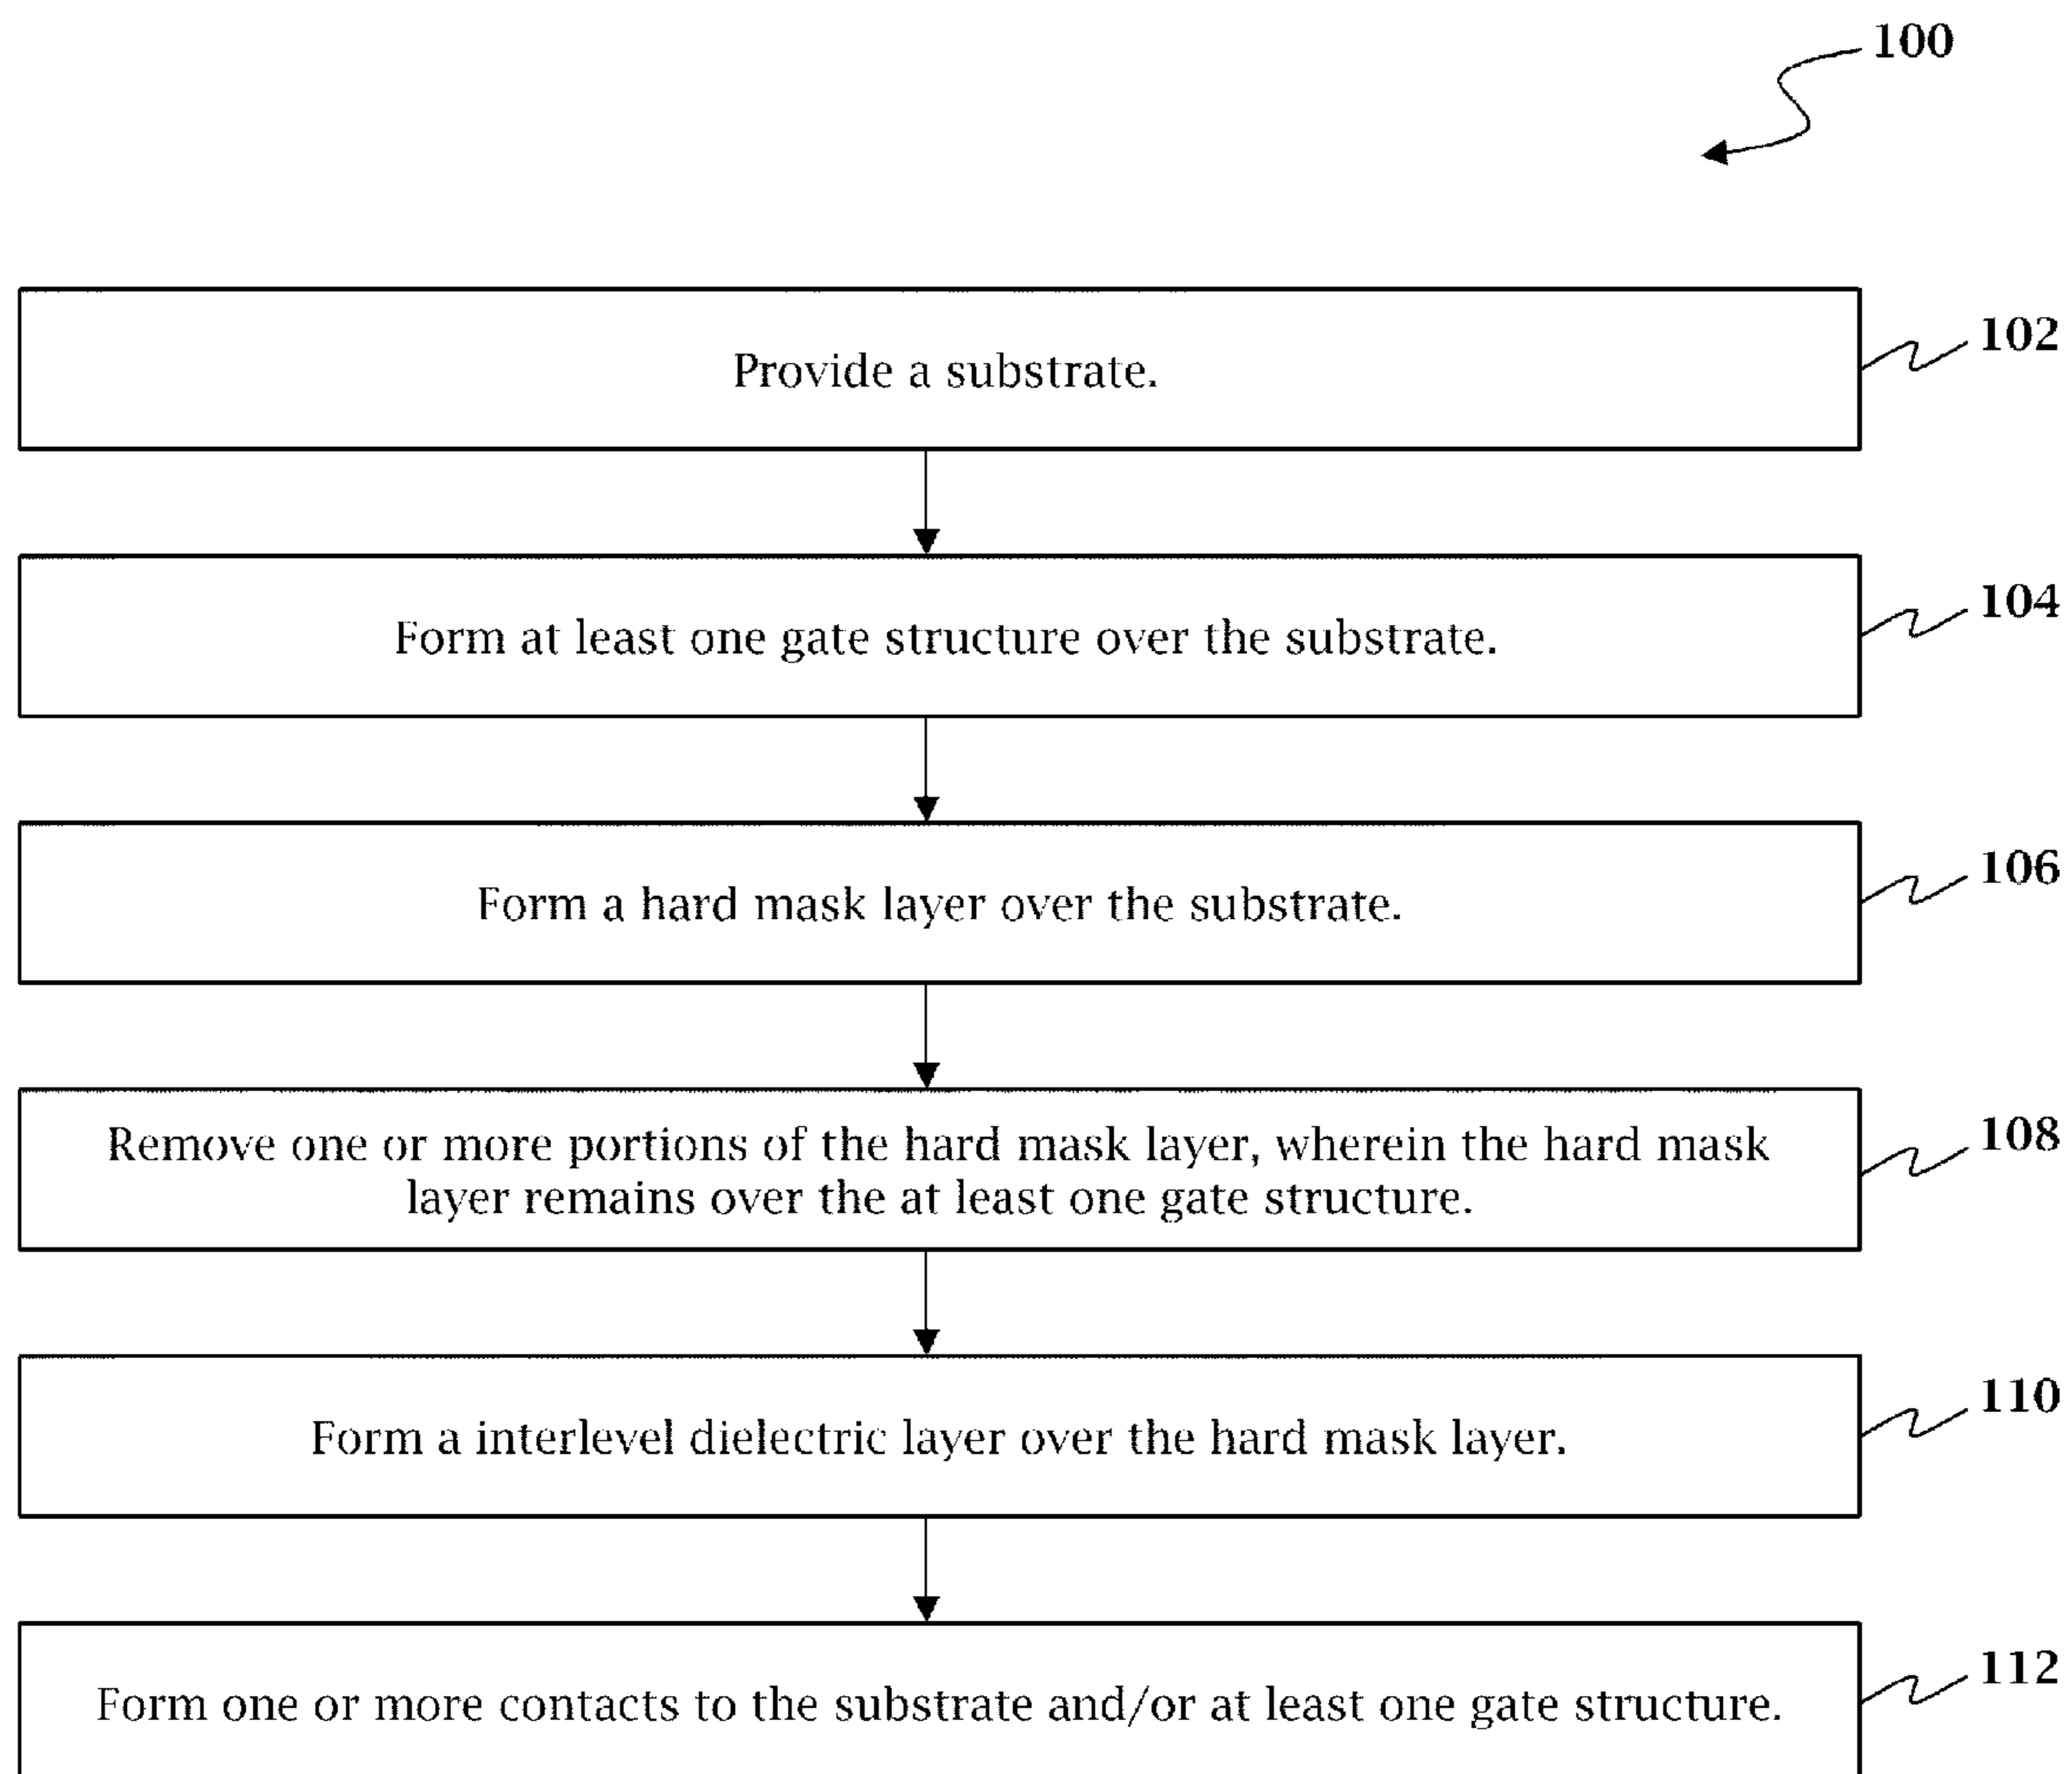 100
Provide a substrate.
102
Form at least one gate structure over the substrate.
104
Form a hard mask layer over the substrate.
106
Remove one or more portions of the hard mask layer, wherein the hard mask
layer remains over the at least one gate structure.
108
Form a interlevel dielectric layer over the hard mask layer.
110
Form one or more contacts to the substrate and/or at least one gate structure.
112